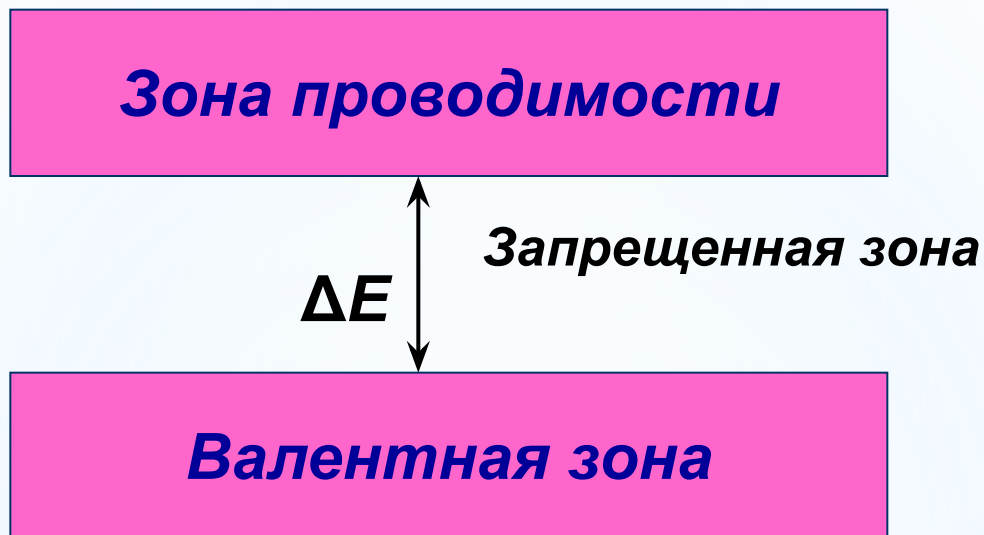 Зона проводимости
Запрещенная зона
ΔE
Валентная зона